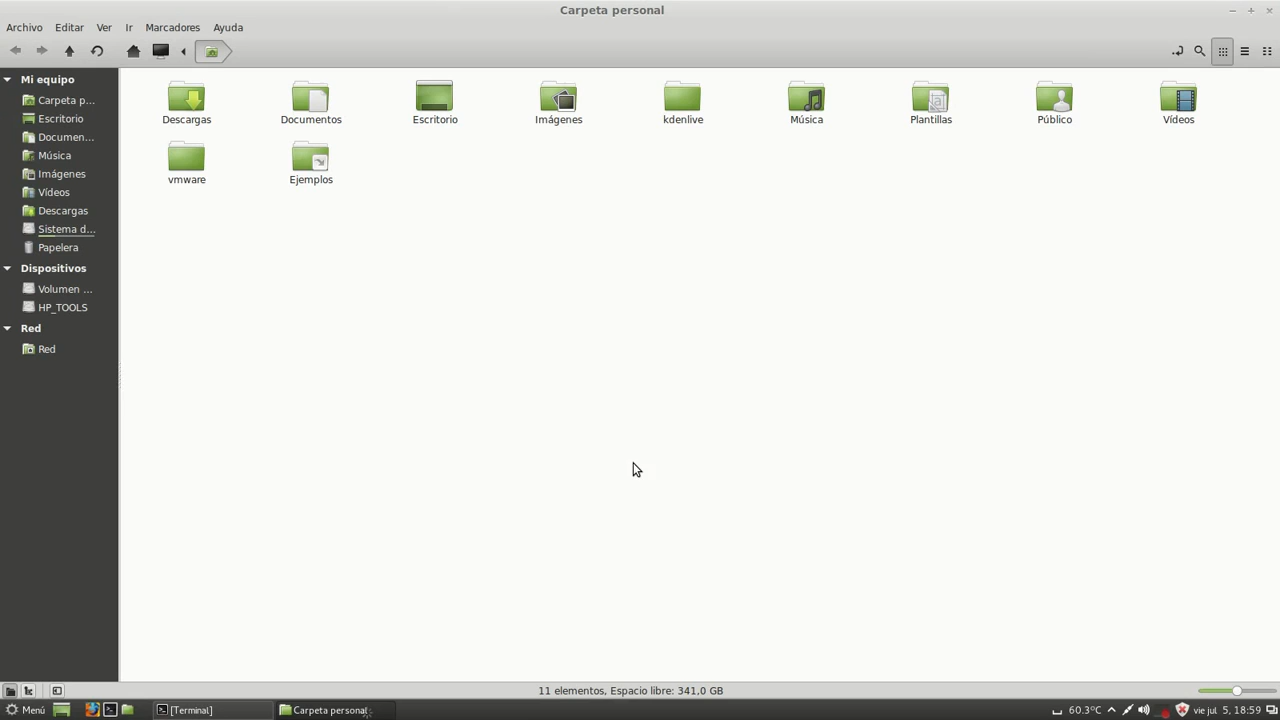 Carpeta personal
Archivo Editar Ver Ir Marcadores Ayuda
Mi equipo
Carpeta p...
Escritorio
Documen...
Música
Imágenes
Vídeos
Descargas
Sistema d...
Papelera
Dispositivos
Volumen ...
HP_TOOLS
Red
Red
Descargas Documentos Escritorio Imágenes kdenlive Música Plantillas Público Vídeos
vmware Ejemplos
11 elementos, Espacio libre: 341,0 GB
Menú [Terminal] Carpeta personal 60.3°C vie jul 5, 18:59